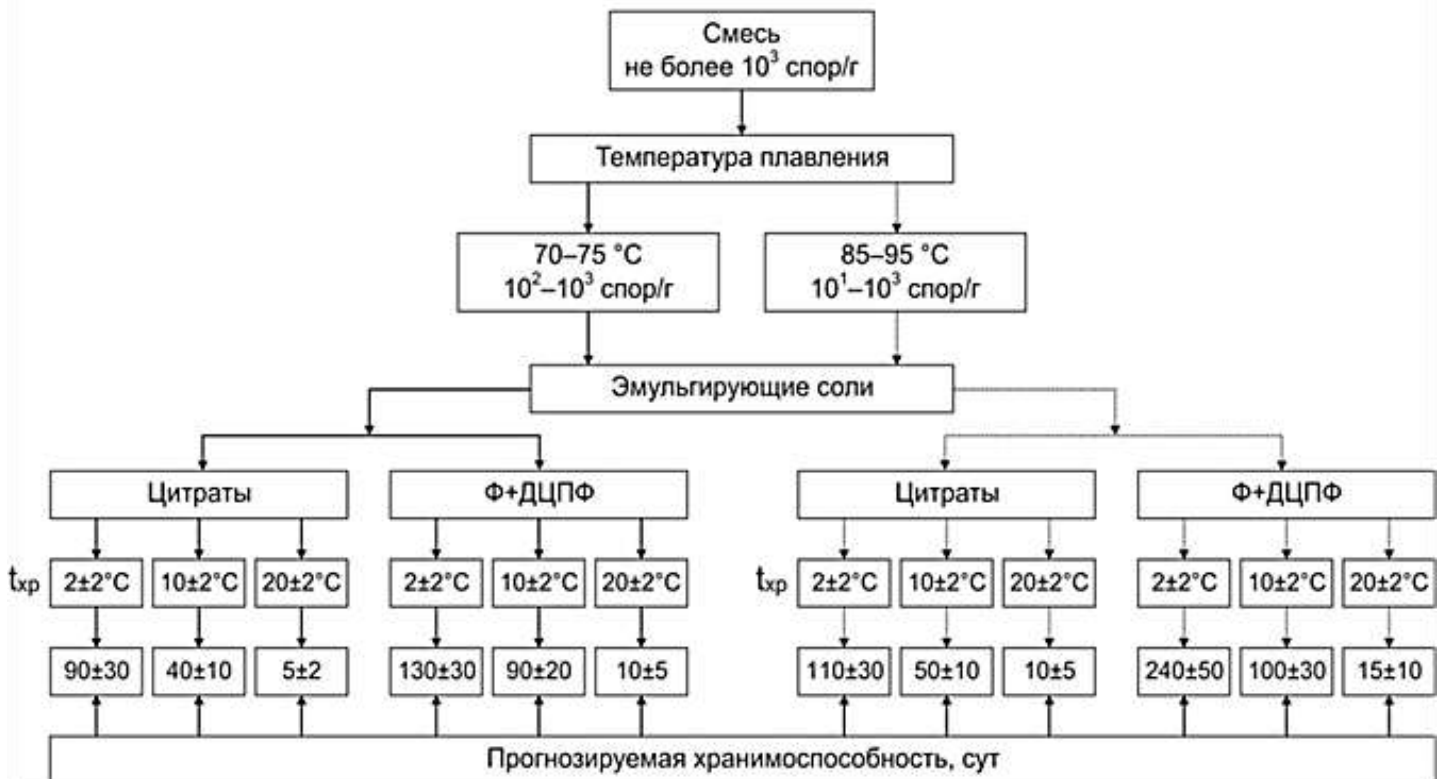 Смесь
не более 10³ спор/г
Температура плавления
70–75 °C
10²–10³ спор/г
85–95 °C
10¹–10³ спор/г
Эмульгирующие соли
Цитраты
Ф+ДЦПФ
Цитраты
Ф+ДЦПФ
tхр
2±2°C
10±2°C
20±2°C
2±2°C
10±2°C
20±2°C
tхр
2±2°C
10±2°C
20±2°C
2±2°C
10±2°C
20±2°C
90±30
40±10
5±2
130±30
90±20
10±5
110±30
50±10
10±5
240±50
100±30
15±10
Прогнозируемая хранимоспособность, сут